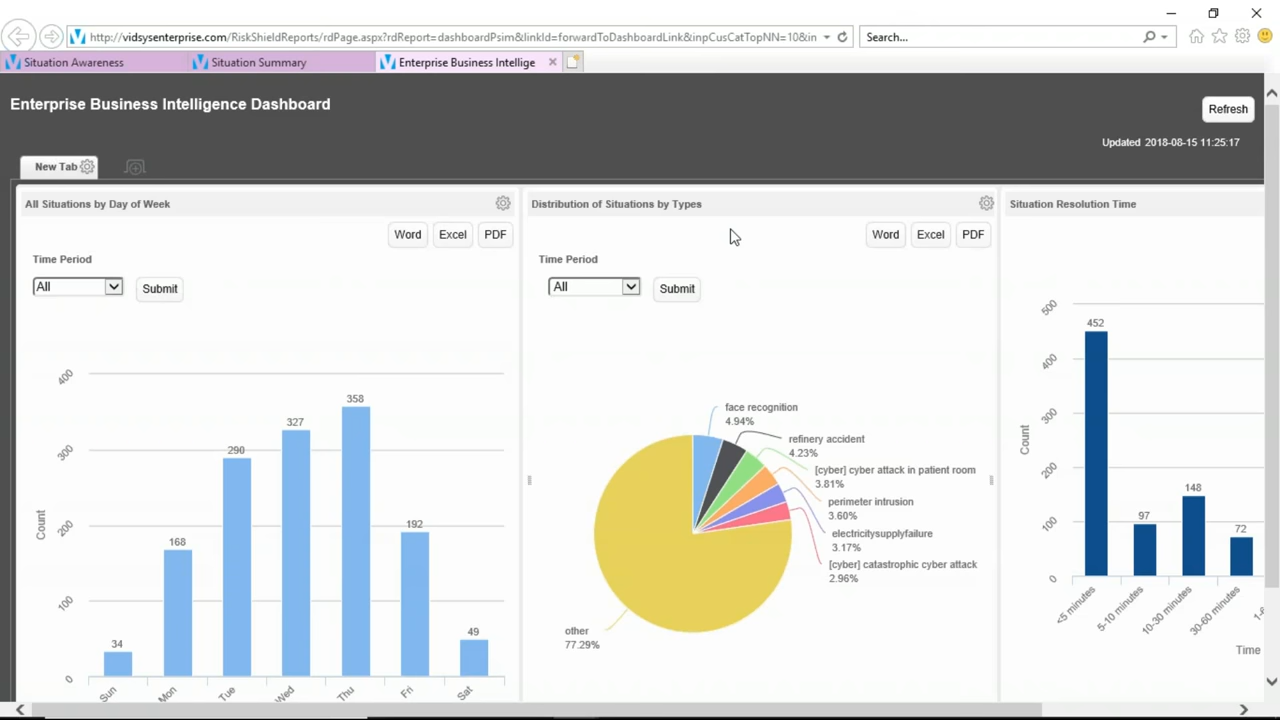 http://vidsysenterprise.com/RiskShieldReports/rdPage.aspx?rdReport=dashboardPsim&linkId=forwardToDashboardLink&inpCusCatTopNN=10&in
Search...
Situation Awareness
Situation Summary
Enterprise Business Intellige
Enterprise Business Intelligence Dashboard
Refresh
Updated 2018-08-15 11:25:17
New Tab
All Situations by Day of Week
Word Excel PDF
Time Period
All
Submit
Count
400
300
200
100
0
34
168
290
327
358
192
49
Sun
Mon
Tue
Wed
Thu
Fri
Sat
Distribution of Situations by Types
Word Excel PDF
Time Period
All
Submit
face recognition
4.94%
refinery accident
4.23%
[cyber] cyber attack in patient room
3.81%
perimeter intrusion
3.60%
electricitysupplyfailure
3.17%
[cyber] catastrophic cyber attack
2.96%
other
77.29%
Situation Resolution Time
Count
500
400
300
200
100
0
452
97
148
72
<5 minutes
5-10 minutes
10-30 minutes
30-60 minutes
Time